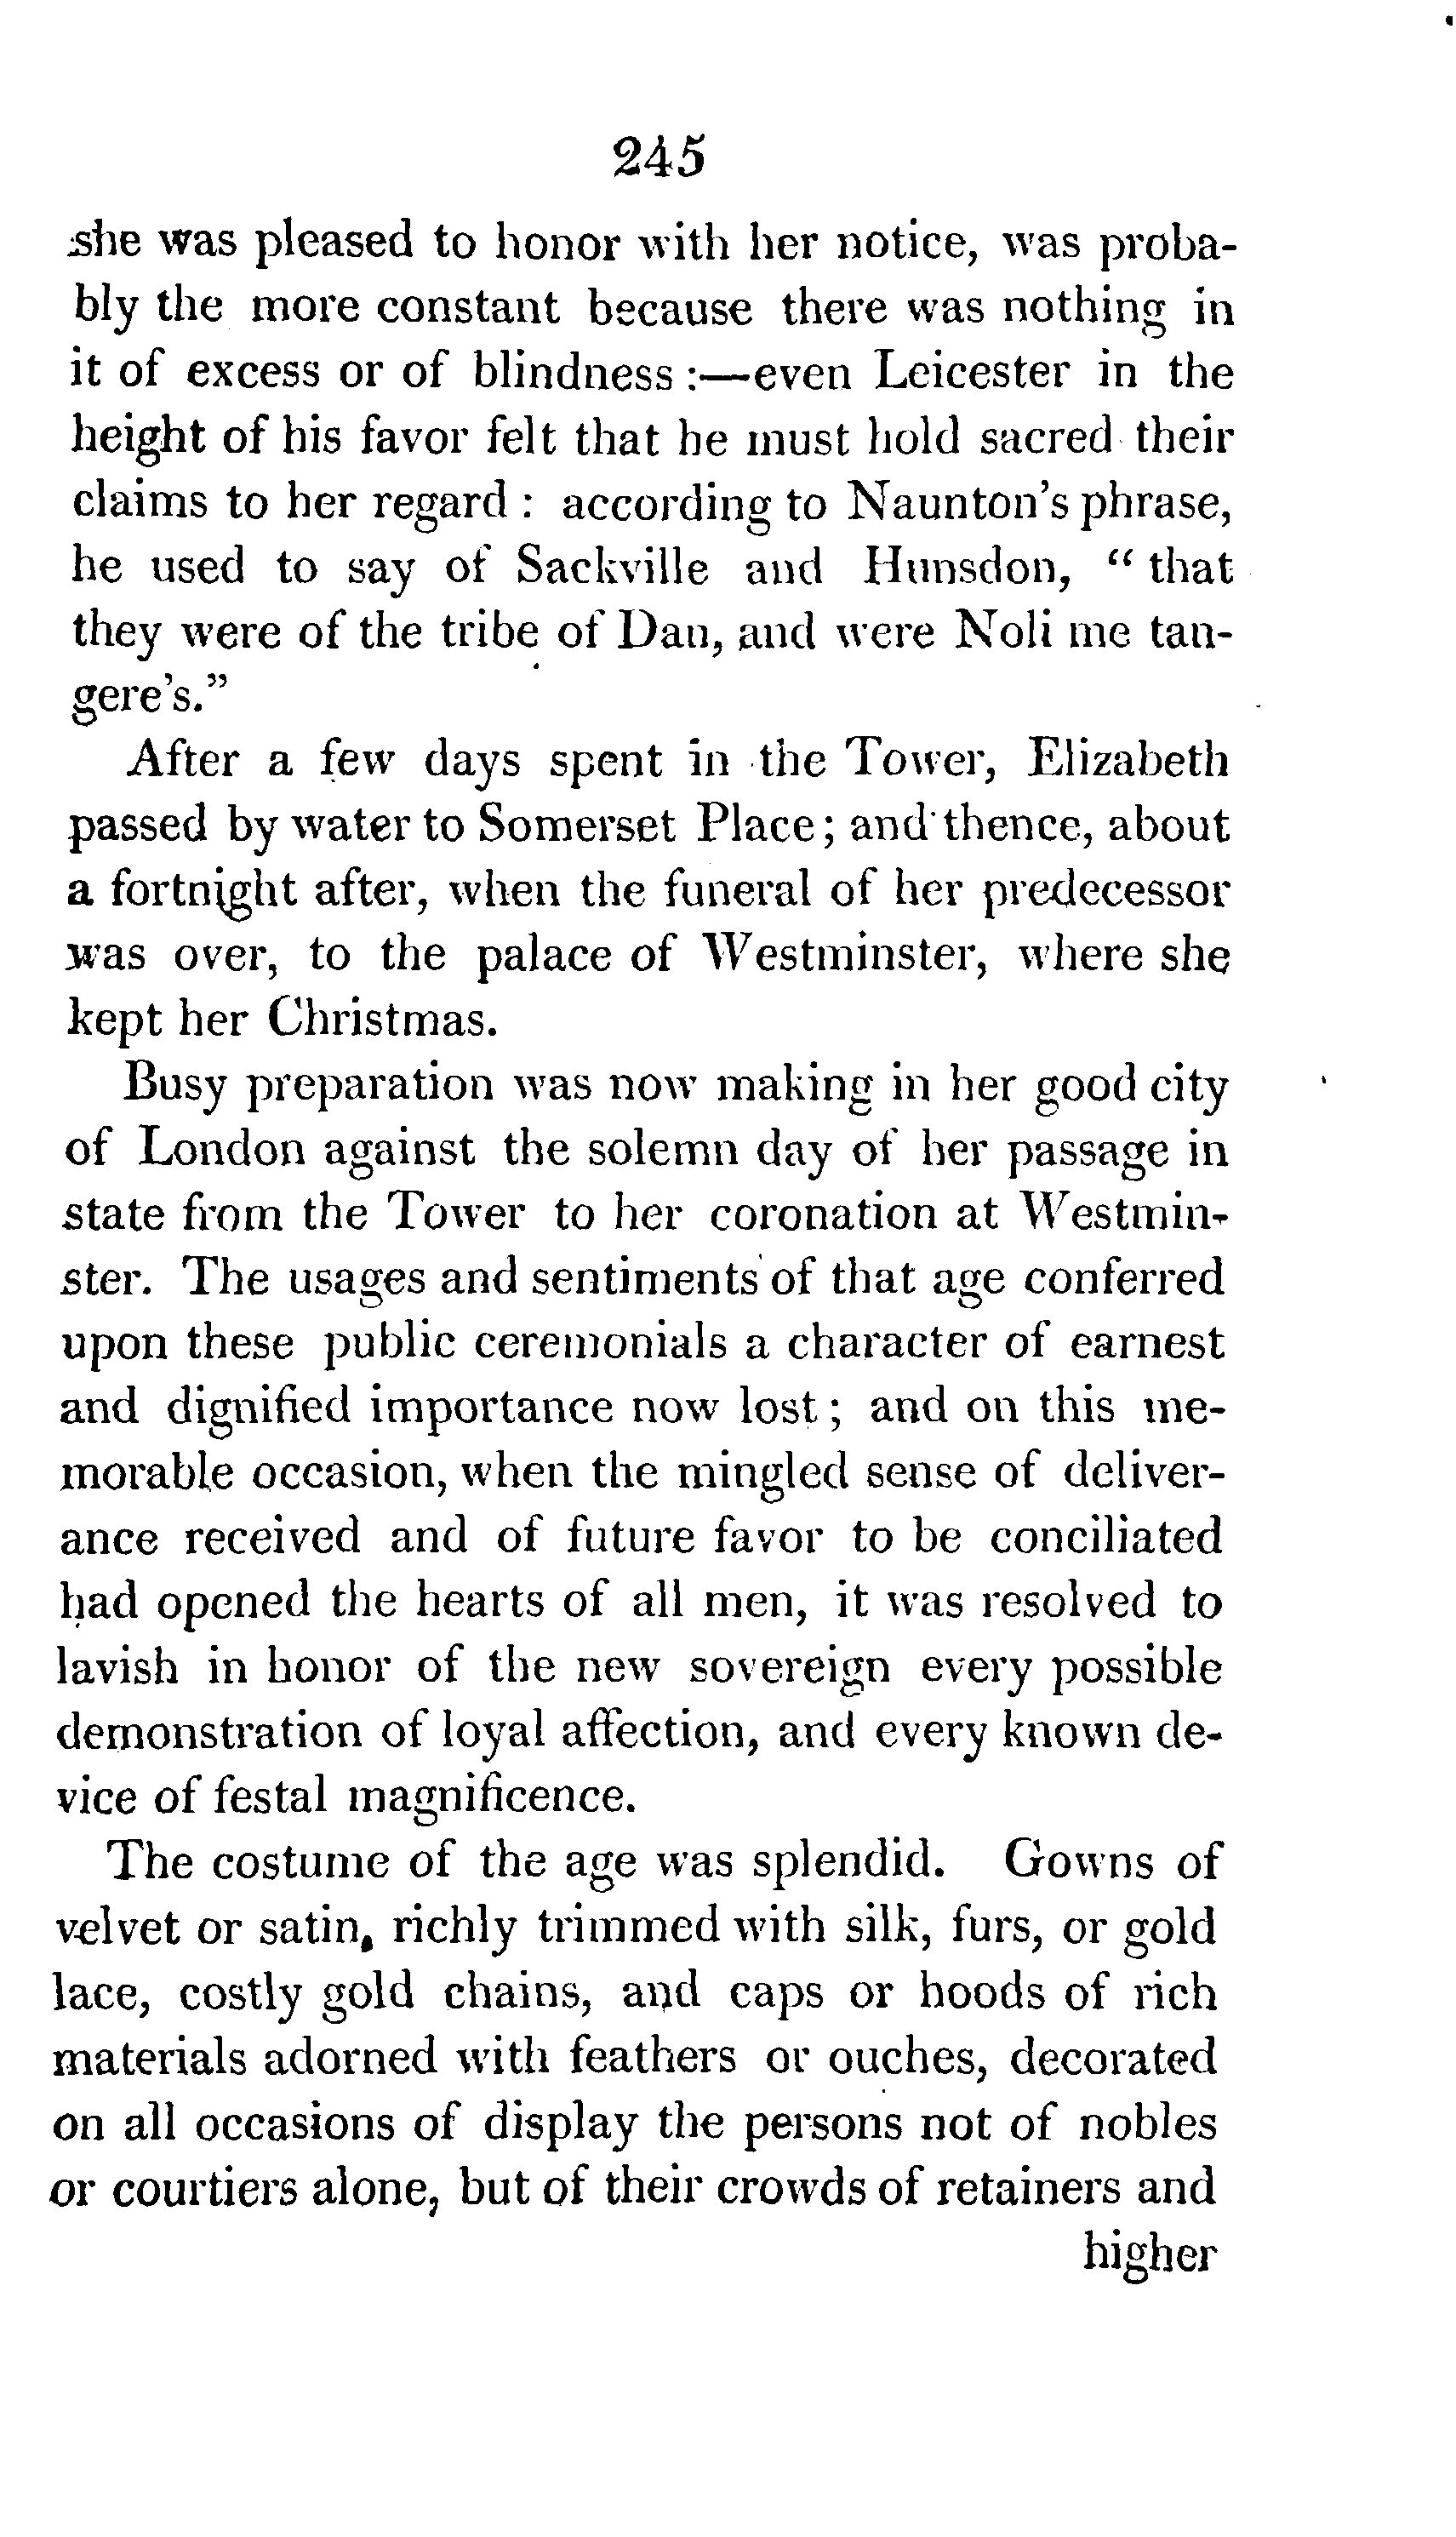 245
she was pleased to honor with her notice, was proba-
bly the more constant because there was nothing in
it of excess or of blindness :—even Leicester in the
height of his favor felt that he must hold sacred their
claims to her regard : according to Naunton's phrase,
he used to say of Sackville and Hunsdon, “ that
they were of the tribe of Dan, and were Noli me tan-
gere's.”
After a few days spent in the Tower, Elizabeth
passed by water to Somerset Place; and thence, about
a fortnight after, when the funeral of her predecessor
was over, to the palace of Westminster, where she
kept her Christmas.
Busy preparation was now making in her good city
of London against the solemn day of her passage in
state from the Tower to her coronation at Westmin-
ster. The usages and sentiments of that age conferred
upon these public ceremonials a character of earnest
and dignified importance now lost ; and on this me-
morable occasion, when the mingled sense of deliver-
ance received and of future favor to be conciliated
had opened the hearts of all men, it was resolved to
lavish in honor of the new sovereign every possible
demonstration of loyal affection, and every known de-
vice of festal magnificence.
The costume of the age was splendid. Gowns of
velvet or satin, richly trimmed with silk, furs, or gold
lace, costly gold chains, and caps or hoods of rich
materials adorned with feathers or ouches, decorated
on all occasions of display the persons not of nobles
or courtiers alone, but of their crowds of retainers and
higher